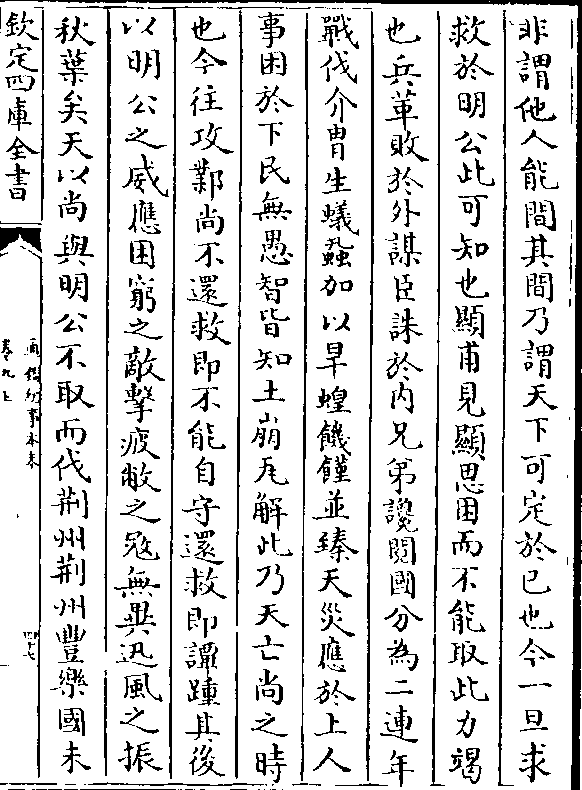 非謂他人能間其間乃謂天下可定於已也今一旦求
救於明公此可知也顯甫見顯思困而不能取此力竭
也兵革敗於外謀臣誅於内兄弟讒鬩國分為二連年
戰伐介胄生蟣蝨加以旱蝗饑饉並臻天災應於上人
事困於下民無愚智皆知土崩瓦解此乃天亡尚之時
也今往攻鄴尚不還救即不能自守還救即譚踵其後
以明公之威應困窮之敵擊疲敝之寇無異迅風之振
秋葉矣天以尚與明公不取而伐荆州荆州豐樂國未
欽定四庫全書
通鑑紀事本末
卷九上
四十七